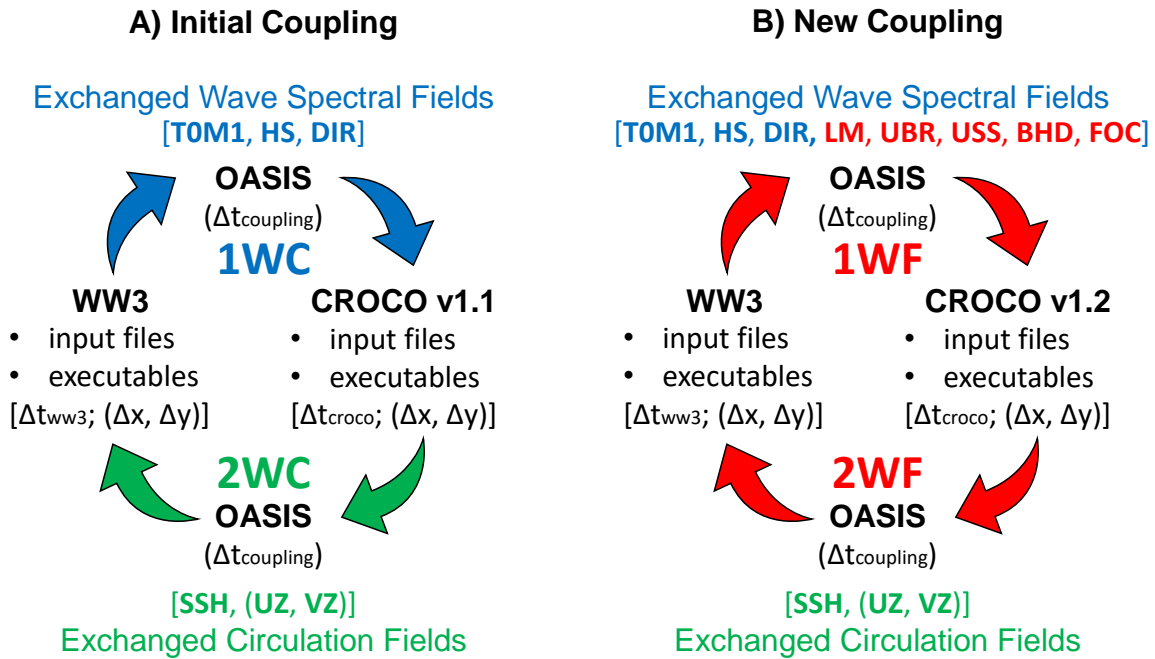 A) Initial Coupling
Exchanged Wave Spectral Fields
[T0M1, HS, DIR]
OASIS
(Δtcoupling)
1WC
WW3
• input files
• executables
[Δtww3; (Δx, Δy)]
CROCO v1.1
• input files
• executables
[Δtcroco; (Δx, Δy)]
2WC
OASIS
(Δtcoupling)
[SSH, (UZ, VZ)]
Exchanged Circulation Fields
B) New Coupling
Exchanged Wave Spectral Fields
[T0M1, HS, DIR, LM, UBR, USS, BHD, FOC]
OASIS
(Δtcoupling)
1WF
WW3
• input files
• executables
[Δtww3; (Δx, Δy)]
CROCO v1.2
• input files
• executables
[Δtcroco; (Δx, Δy)]
2WF
OASIS
(Δtcoupling)
[SSH, (UZ, VZ)]
Exchanged Circulation Fields